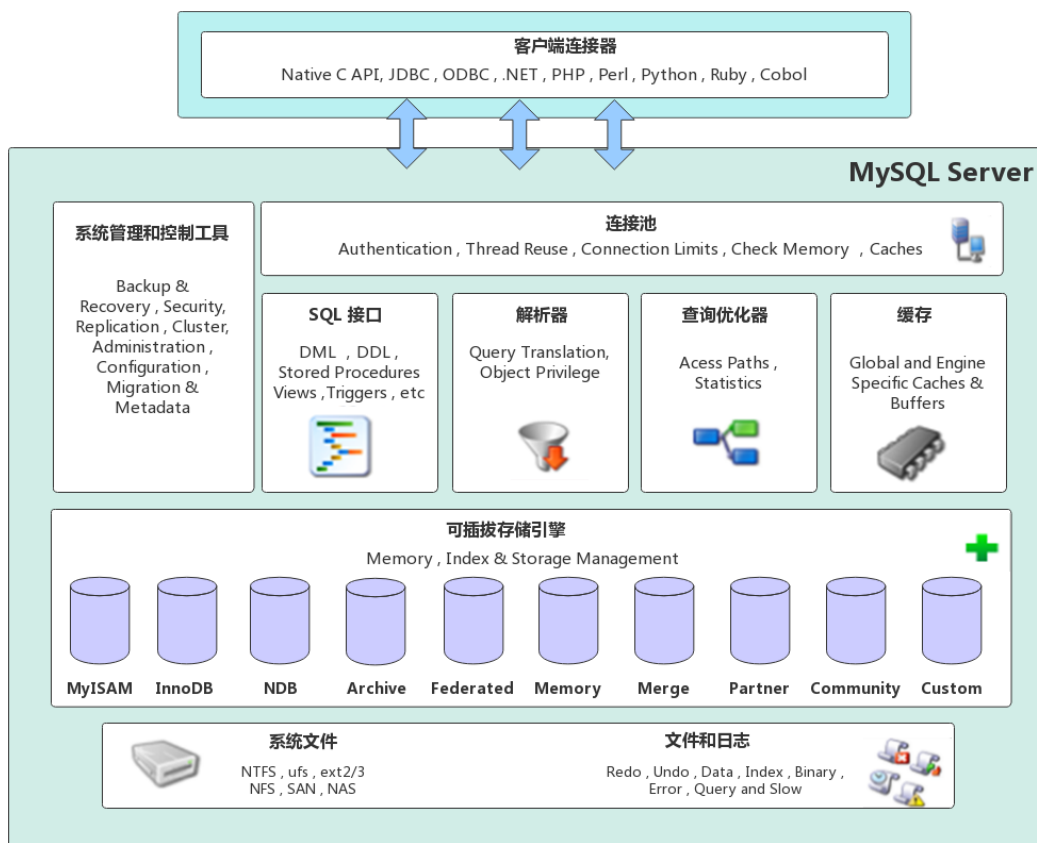 客户端连接器
Native C API, JDBC , ODBC , .NET , PHP , Perl , Python , Ruby , Cobol
MySQL Server
系统管理和控制工具
Backup &
Recovery , Security,
Replication , Cluster,
Administration ,
Configuration ,
Migration &
Metadata
连接池
Authentication , Thread Reuse , Connection Limits , Check Memory , Caches
SQL 接口
DML , DDL ,
Stored Procedures
Views ,Triggers , etc
解析器
Query Translation,
Object Privilege
查询优化器
Acess Paths ,
Statistics
缓存
Global and Engine
Specific Caches &
Buffers
可插拔存储引擎
Memory , Index & Storage Management
MyISAM InnoDB NDB Archive Federated Memory Merge Partner Community Custom
系统文件
NTFS , ufs , ext2/3
NFS , SAN , NAS
文件和日志
Redo , Undo , Data , Index , Binary ,
Error , Query and Slow